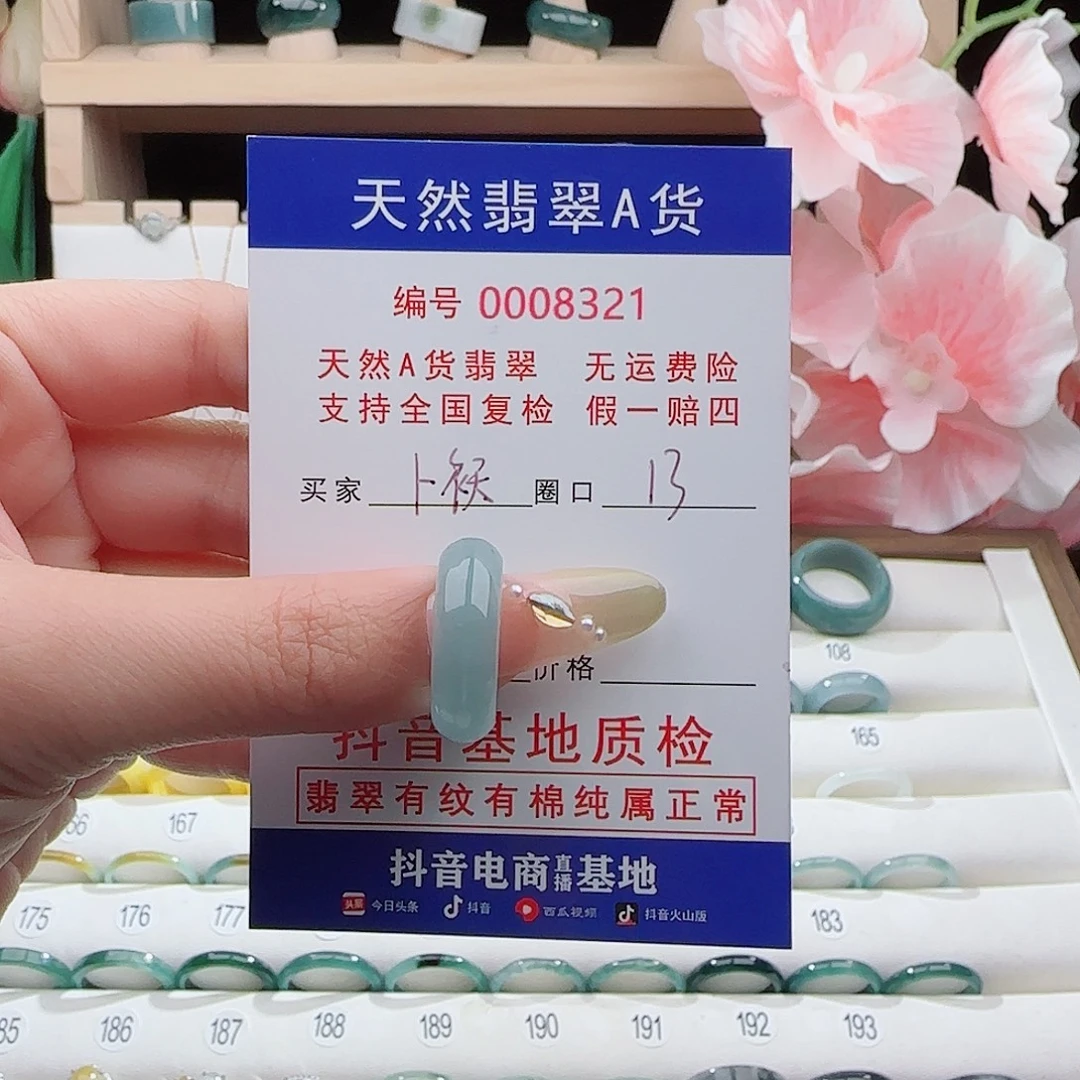 天然翡翠A货
编号 0008321
天然A货翡翠 无运费险
支持全国复检 假一赔四
买家 卜 圈口 13
价格
抖音基地质检
翡翠有纹有棉纯属正常
抖音电商直播基地
头条 今日头条 抖音 西瓜视频 抖音火山版
108
165
167
175 176 177 183
186 187 188 189 190 191 192 193